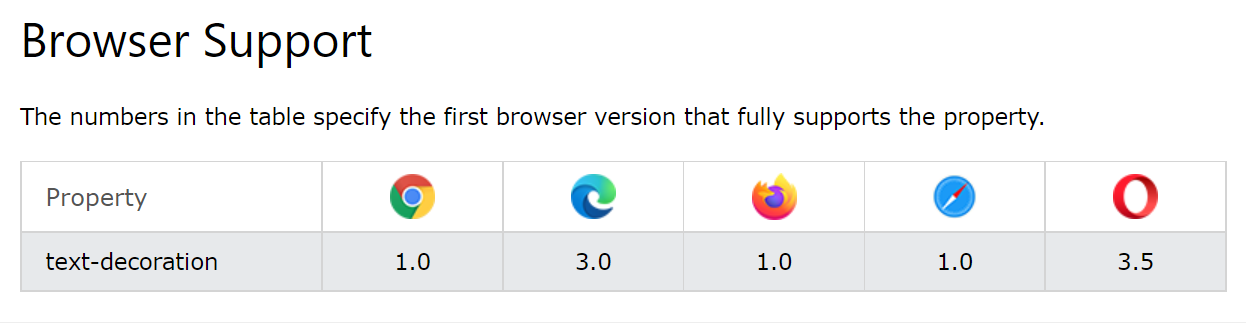 Browser Support
The numbers in the table specify the first browser version that fully supports the property.
Property
text-decoration 1.0 3.0 1.0 1.0 3.5